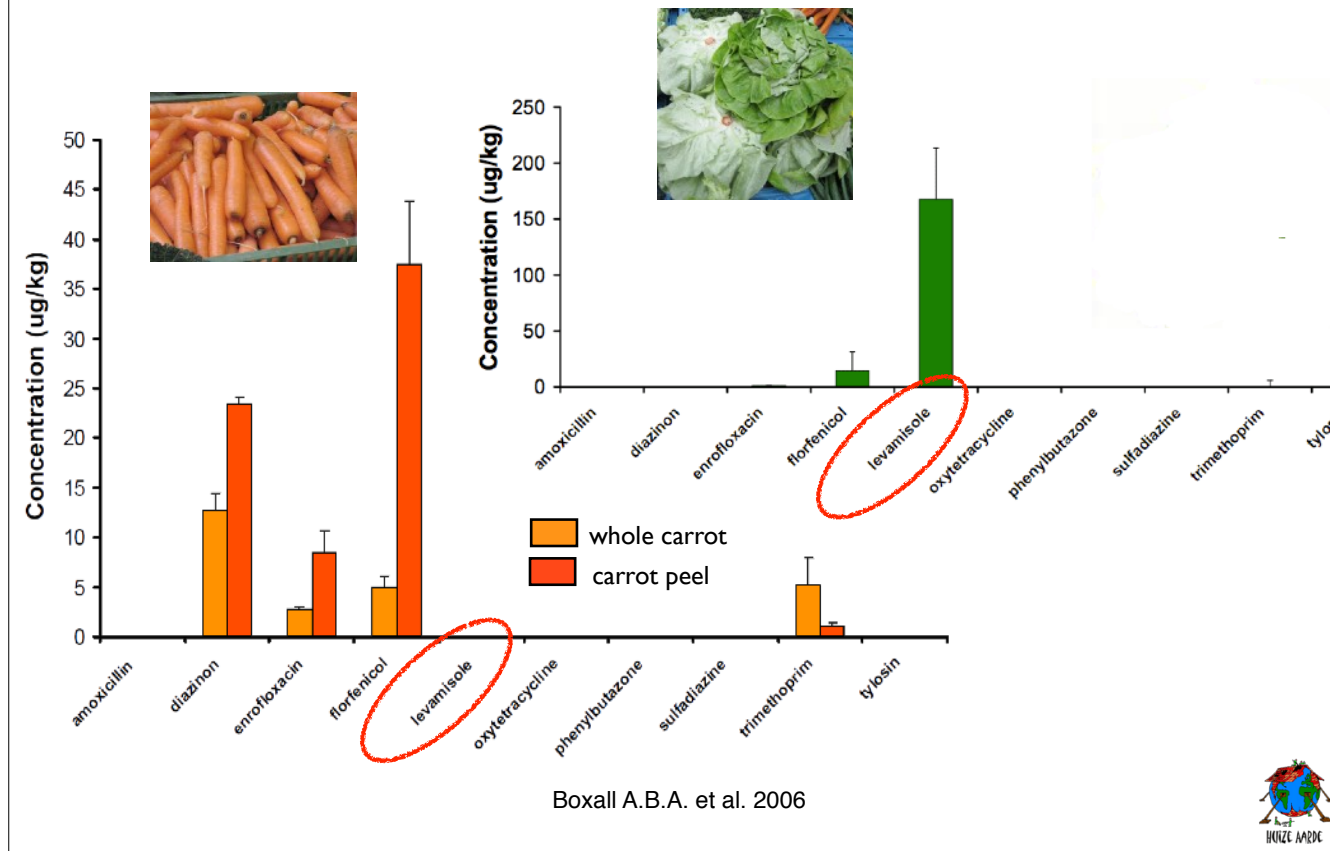 250
200
150
100
50
0
Concentration (ug/kg)
amoxicillin
diazinon
enrofloxacin
florfenicol
levamisole
oxytetracycline
phenylbutazone
sulfadiazine
trimethoprim
tylos
50
45
40
35
30
25
20
15
10
5
0
Concentration (ug/kg)
whole carrot
carrot peel
amoxicillin
diazinon
enrofloxacin
florfenicol
levamisole
oxytetracycline
phenylbutazone
sulfadiazine
trimethoprim
tylosin
Boxall A.B.A. et al. 2006
HUIZE AARDE